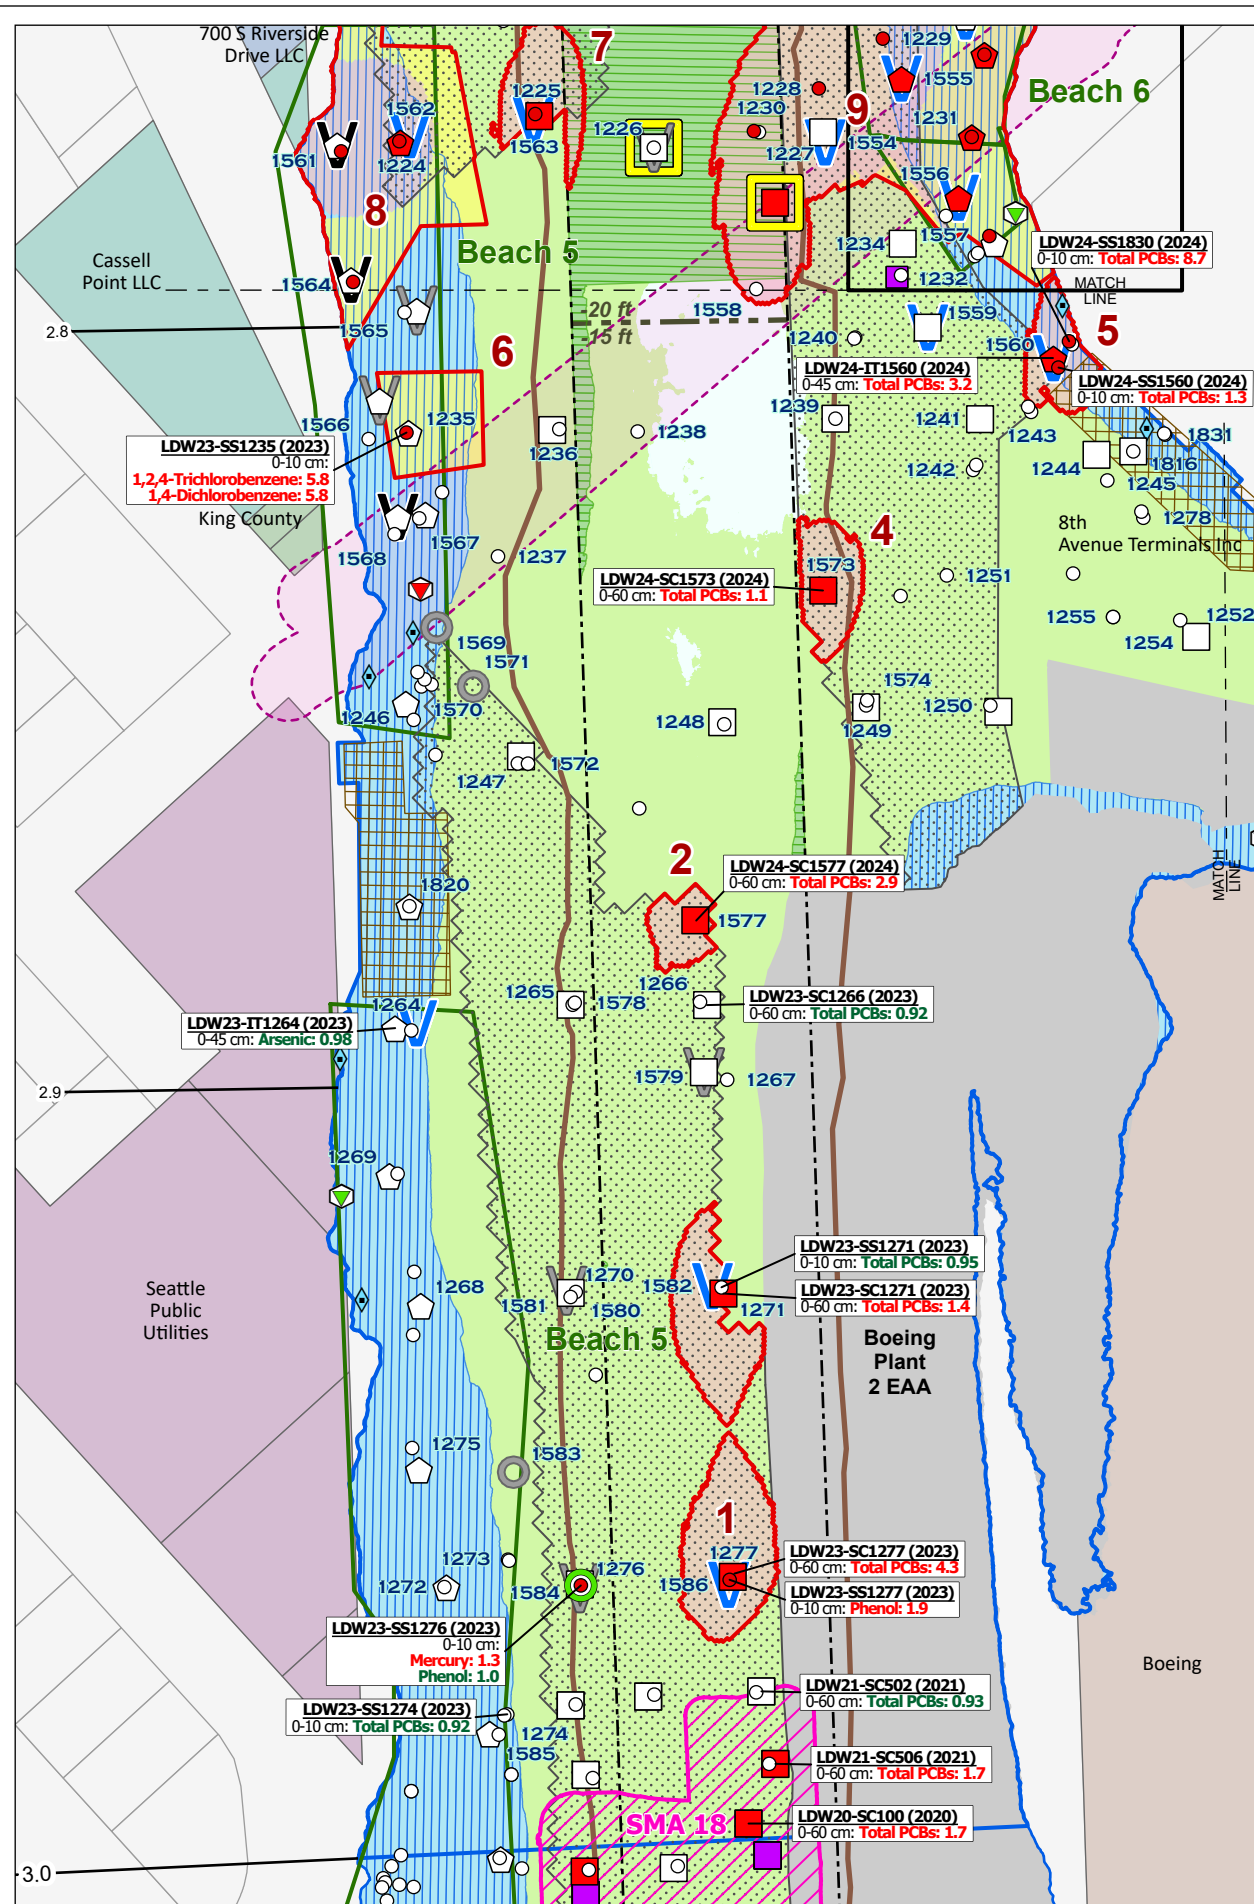 700 S Riverside
Drive LLC
7
1229
1555
Beach 6
1228
1230
9
1225
1562
1226
1231
1561
1224
1563
1227
1554
1556
8
Beach 5
1234
1557
LDW24-SS1830 (2024)
0-10 cm: Total PCBs: 8.7
Cassell
Point LLC
1564
1232
MATCH
LINE
-20 ft
-15 ft
1558
1559
2.8
1565
6
1240
1560
5
LDW24-IT1560 (2024)
0-45 cm: Total PCBs: 3.2
LDW24-SS1560 (2024)
0-10 cm: Total PCBs: 1.3
1566
1235
1236
1238
1239
1241
1243
1831
LDW23-SS1235 (2023)
0-10 cm:
1,2,4-Trichlorobenzene: 5.8
1,4-Dichlorobenzene: 5.8
1242
1244
1816
1245
King County
1278
4
8th
Avenue Terminals Inc
1567
1568
1237
1573
1251
LDW24-SC1573 (2024)
0-60 cm: Total PCBs: 1.1
1255
1252
1254
1569
1571
1574
1246
1570
1248
1249
1250
1247
1572
2
LDW24-SC1577 (2024)
0-60 cm: Total PCBs: 2.9
MATCH
LINE
1820
1577
1266
1264
1265
1578
LDW23-SC1266 (2023)
0-60 cm: Total PCBs: 0.92
LDW23-IT1264 (2023)
0-45 cm: Arsenic: 0.98
1579
1267
2.9
1269
LDW23-SS1271 (2023)
0-10 cm: Total PCBs: 0.95
1268
1270
1582
LDW23-SC1271 (2023)
0-60 cm: Total PCBs: 1.4
Seattle
Public
Utilities
1581
1580
1271
Beach 5
Boeing
Plant
2 EAA
1275
1583
1
1273
1276
1277
LDW23-SC1277 (2023)
0-60 cm: Total PCBs: 4.3
1272
1584
1586
LDW23-SS1277 (2023)
0-10 cm: Phenol: 1.9
LDW23-SS1276 (2023)
0-10 cm:
Mercury: 1.3
Phenol: 1.0
Boeing
LDW21-SC502 (2021)
0-60 cm: Total PCBs: 0.93
LDW23-SS1274 (2023)
0-10 cm: Total PCBs: 0.92
1274
1585
LDW21-SC506 (2021)
0-60 cm: Total PCBs: 1.7
SMA 18
LDW20-SC100 (2020)
0-60 cm: Total PCBs: 1.7
3.0